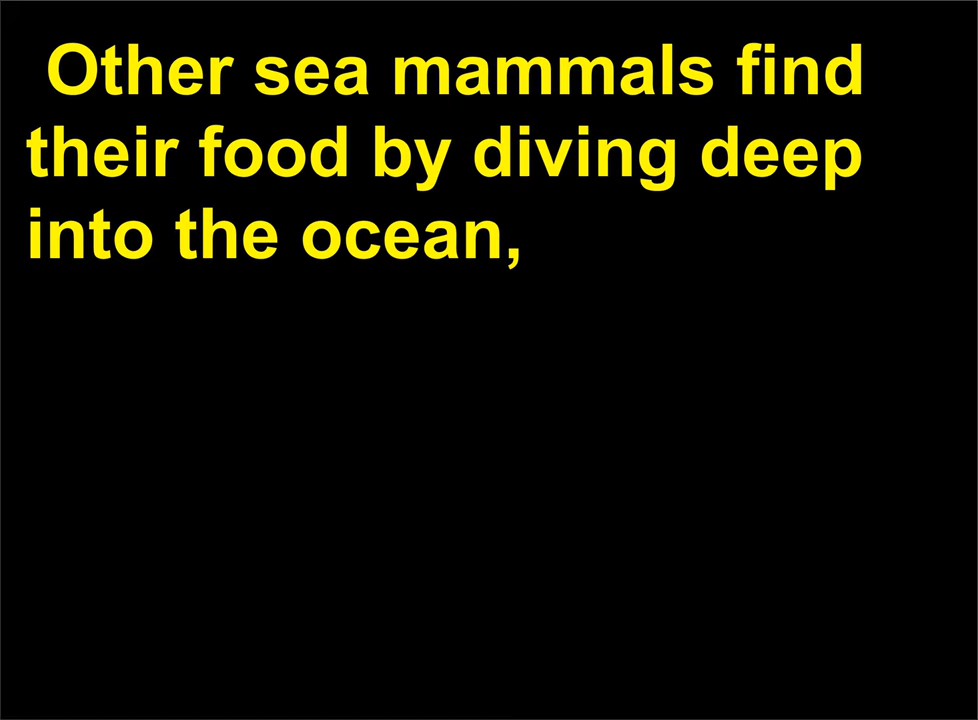 Other sea mammals find
their food by diving deep
into the ocean,